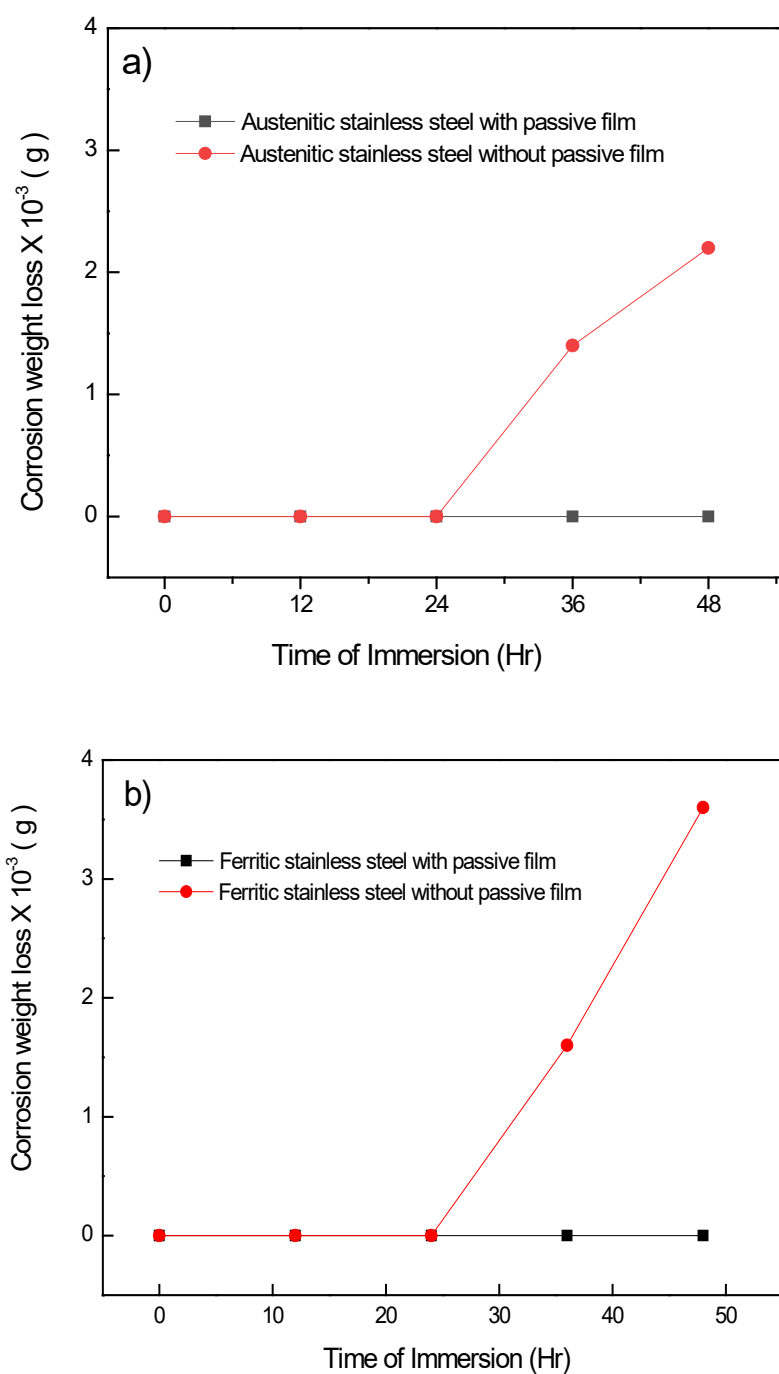 a)
Austenitic stainless steel with passive film
Austenitic stainless steel without passive film
Corrosion weight loss X 10⁻³ ( g )
4
3
2
1
0
0 12 24 36 48
Time of Immersion (Hr)
b)
Ferritic stainless steel with passive film
Ferritic stainless steel without passive film
Corrosion weight loss X 10⁻³ ( g )
4
3
2
1
0
0 10 20 30 40 50
Time of Immersion (Hr)